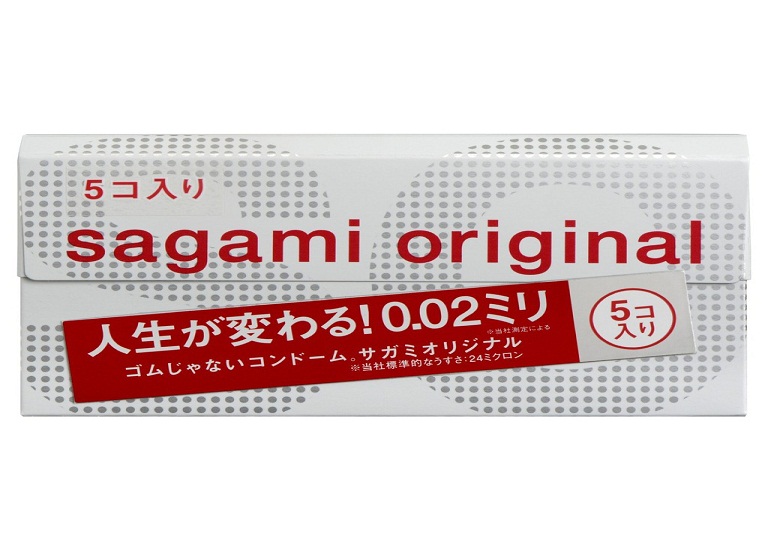 5コ入り
sagami original
人生が変わる!0.02ミリ
※当社測定による
ゴムじゃないコンドーム。サガミオリジナル
※当社標準的なうすさ:24ミクロン
5コ
入り